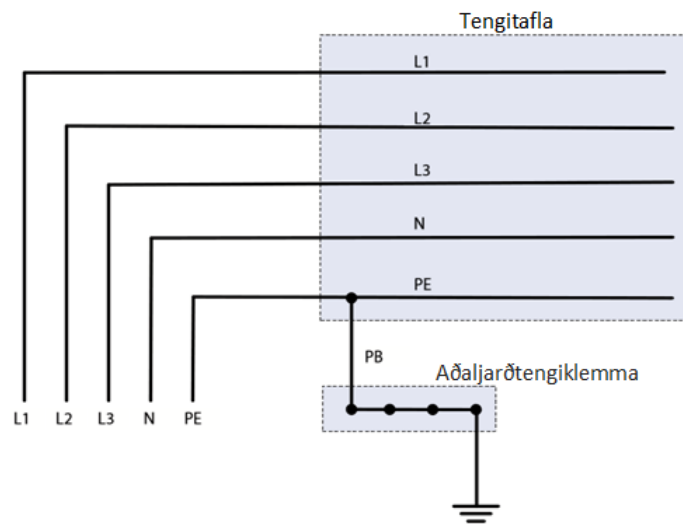 Tengitafla
L1
L2
L3
N
PE
PB
Aðaljarðtengiklemma
L1 L2 L3 N PE